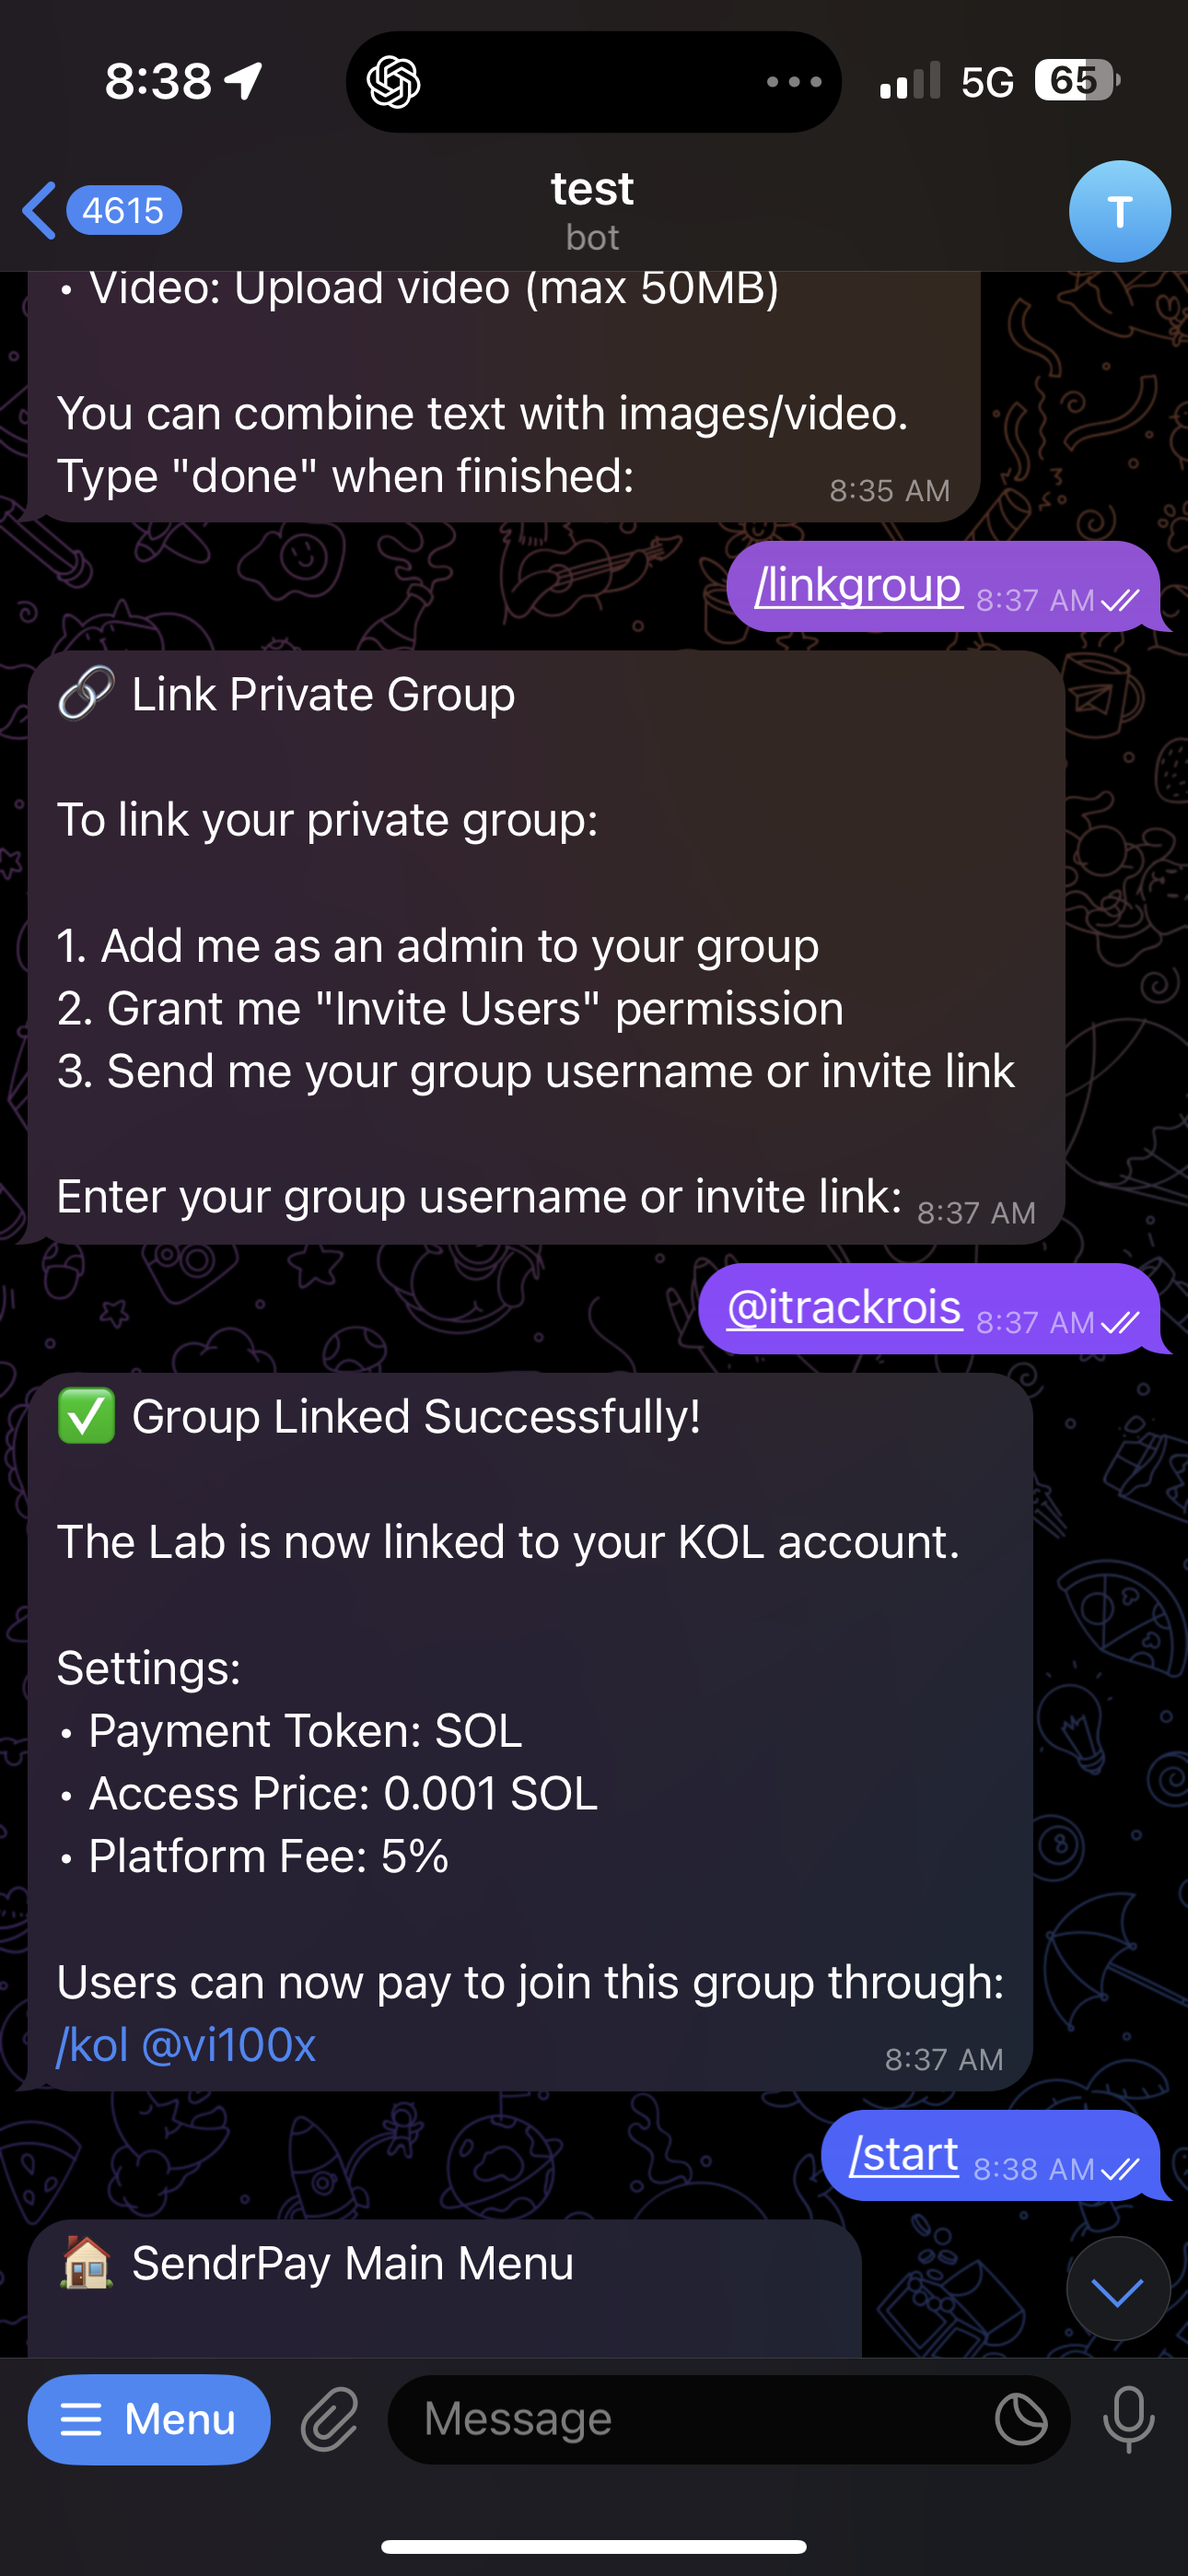 8:38
5G
65
4615
test
bot
T
• Video: Upload video (max 50MB)
You can combine text with images/video.
Type "done" when finished:
8:35 AM
/linkgroup 8:37 AM
🔗 Link Private Group
To link your private group:
1. Add me as an admin to your group
2. Grant me "Invite Users" permission
3. Send me your group username or invite link
Enter your group username or invite link: 8:37 AM
@itrackrois 8:37 AM
✅ Group Linked Successfully!
The Lab is now linked to your KOL account.
Settings:
• Payment Token: SOL
• Access Price: 0.001 SOL
• Platform Fee: 5%
Users can now pay to join this group through:
/kol @vi100x
8:37 AM
/start 8:38 AM
🏠 SendrPay Main Menu
Menu
Message